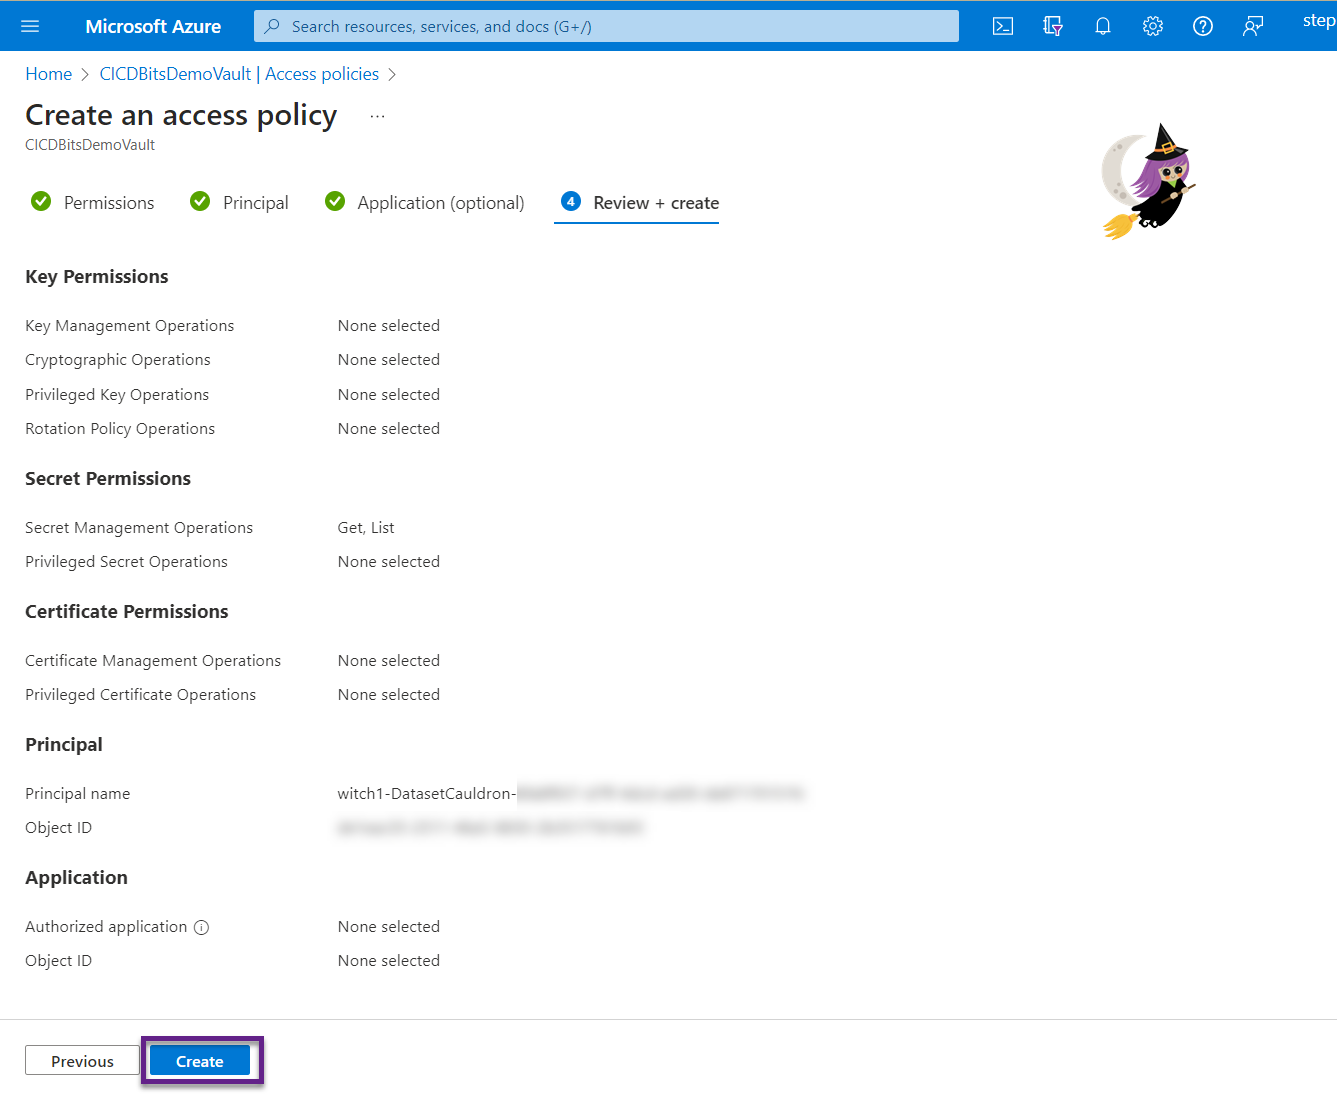 Microsoft Azure
Search resources, services, and docs (G+/)
step
Home > CICDBitsDemoVault | Access policies >
Create an access policy ...
CICDBitsDemoVault
Permissions
Principal
Application (optional)
4 Review + create
Key Permissions
Key Management Operations None selected
Cryptographic Operations None selected
Privileged Key Operations None selected
Rotation Policy Operations None selected
Secret Permissions
Secret Management Operations Get, List
Privileged Secret Operations None selected
Certificate Permissions
Certificate Management Operations None selected
Privileged Certificate Operations None selected
Principal
Principal name witch1-DatasetCauldron-
Object ID
Application
Authorized application None selected
Object ID None selected
Previous
Create